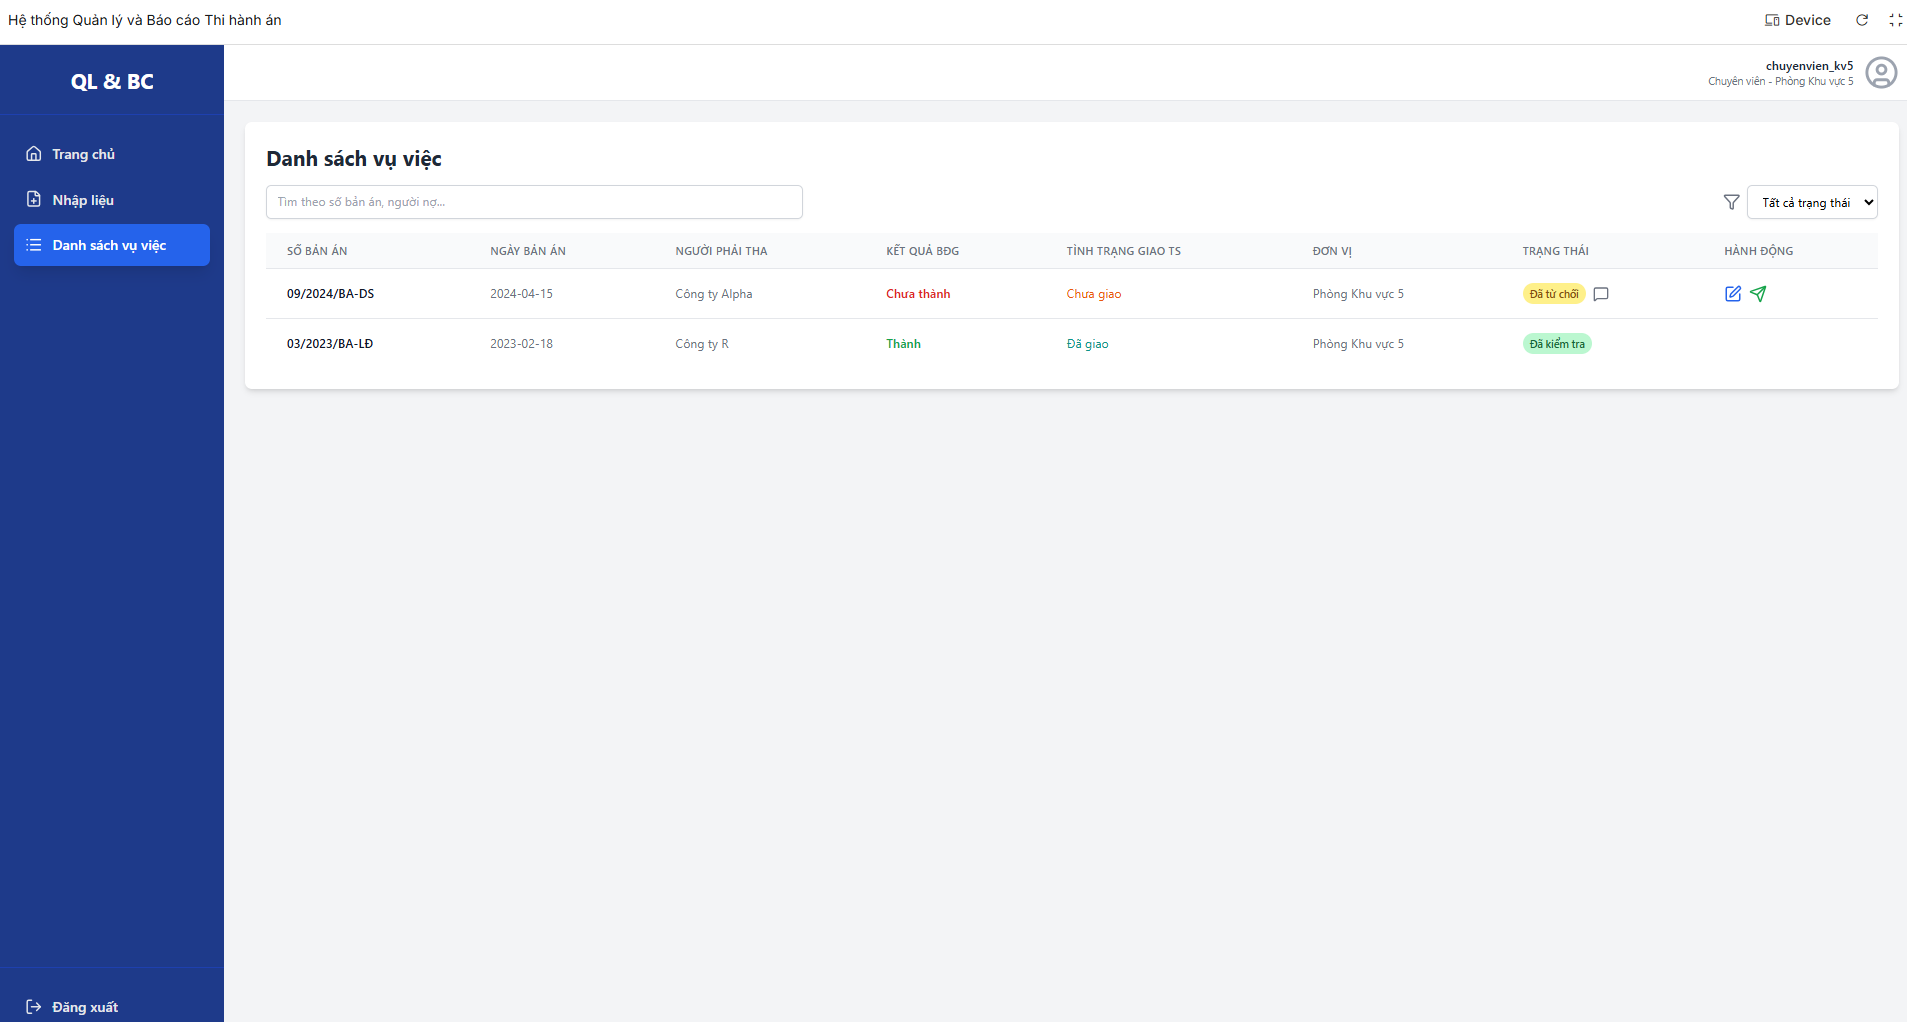 Hệ thống Quản lý và Báo cáo Thi hành án
Device
QL & BC
chuyenvien_kv5
Chuyên viên - Phòng Khu vực 5
Trang chủ
Nhập liệu
Danh sách vụ việc
Danh sách vụ việc
Tìm theo số bản án, người nợ...
Tất cả trạng thái
SỐ BẢN ÁN NGÀY BẢN ÁN NGƯỜI PHẢI THA KẾT QUẢ BĐG TÌNH TRẠNG GIAO TS ĐƠN VỊ TRẠNG THÁI HÀNH ĐỘNG
09/2024/BA-DS 2024-04-15 Công ty Alpha Chưa thành Chưa giao Phòng Khu vực 5 Đã từ chối
03/2023/BA-LĐ 2023-02-18 Công ty R Thành Đã giao Phòng Khu vực 5 Đã kiểm tra
Đăng xuất